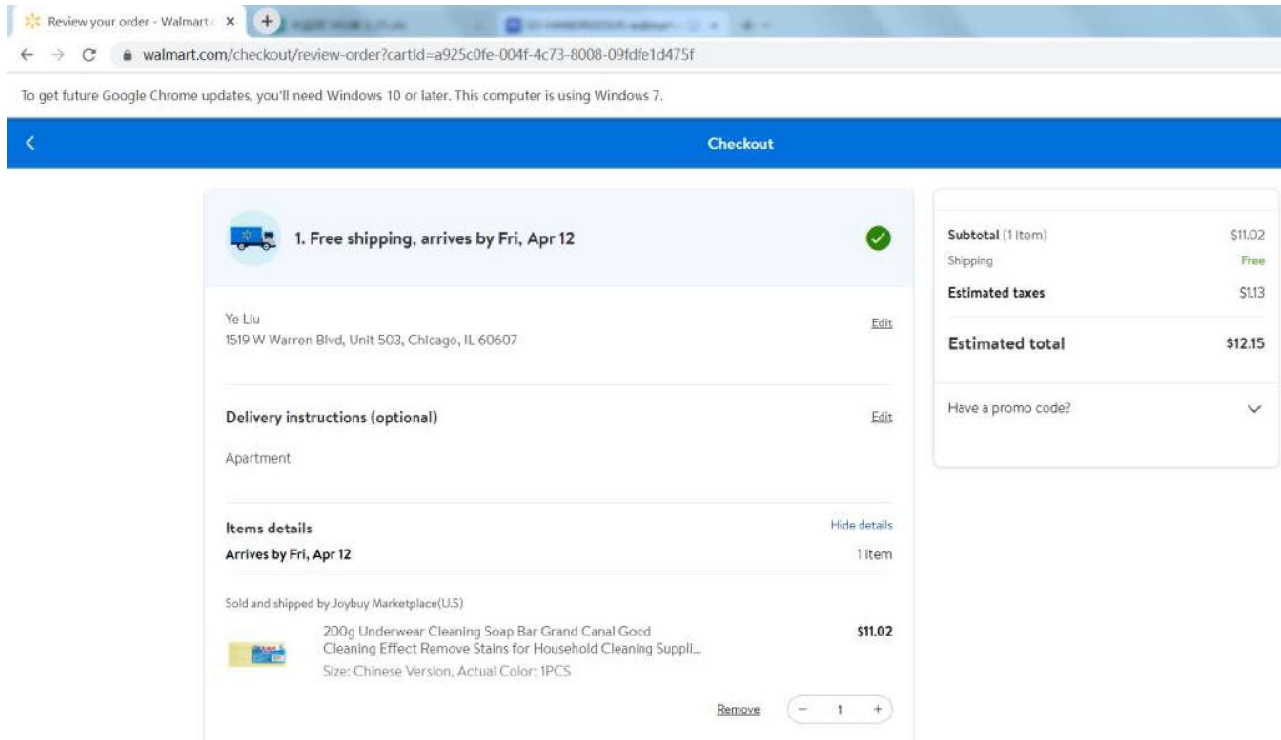 Review your order - Walmart
walmart.com/checkout/review-order?cartId=a925c0fe-004f-4c73-8008-09fdfe1d475f
To get future Google Chrome updates, you'll need Windows 10 or later. This computer is using Windows 7.
Checkout
1. Free shipping, arrives by Fri, Apr 12
Ye Liu
Edit
1519 W Warren Blvd, Unit 503, Chicago, IL 60607
Delivery instructions (optional)
Edit
Apartment
Items details
Hide details
Arrives by Fri, Apr 12
1 item
Sold and shipped by Joybuy Marketplace(U.S)
200g Underwear Cleaning Soap Bar Grand Canal Good
$11.02
Cleaning Effect Remove Stains for Household Cleaning Suppli...
Size: Chinese Version, Actual Color: 1PCS
Remove
- 1 +
Subtotal (1 item)
$11.02
Shipping
Free
Estimated taxes
$1.13
Estimated total
$12.15
Have a promo code?